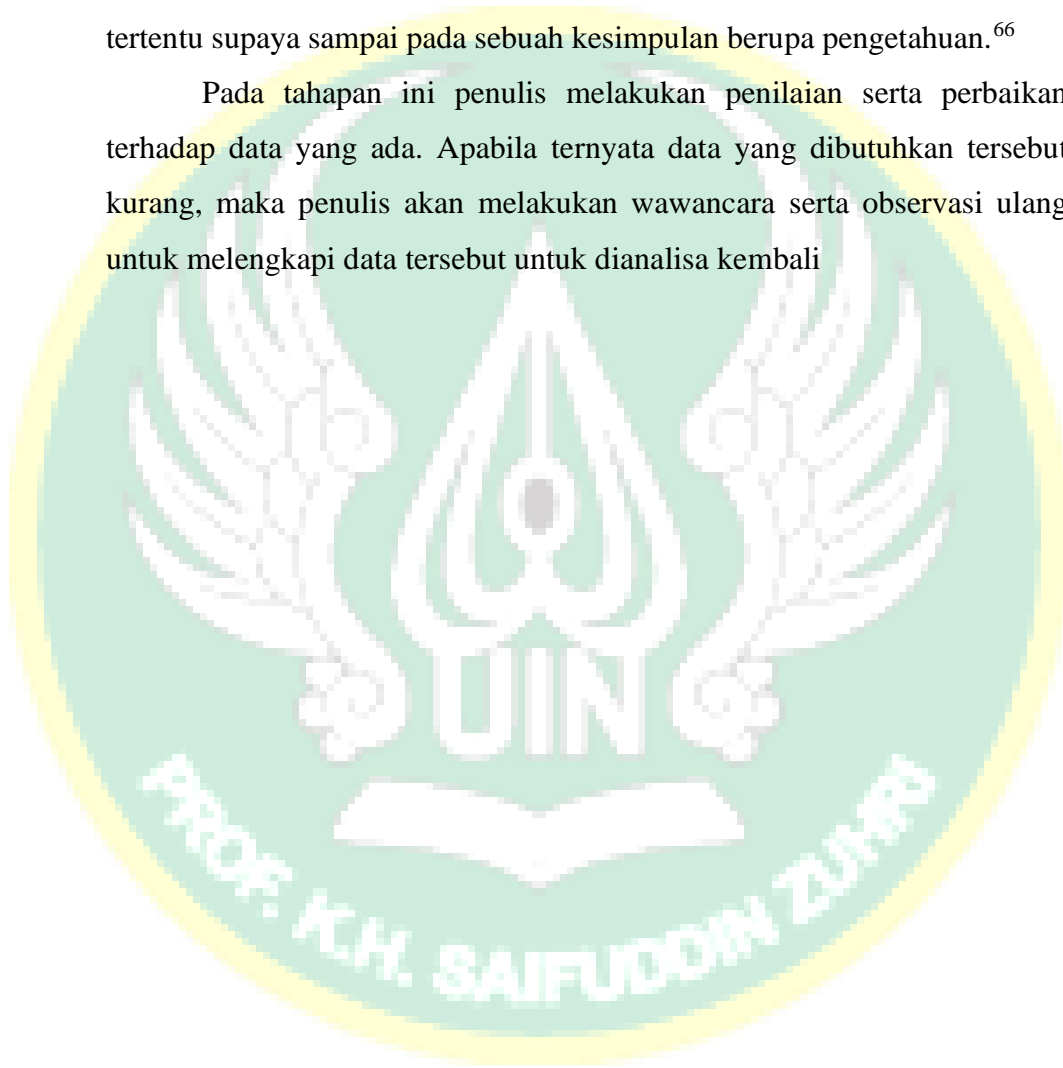 tertentu supaya sampai pada sebuah kesimpulan berupa pengetahuan.66
Pada tahapan ini penulis melakukan penilaian serta perbaikan
terhadap data yang ada. Apabila ternyata data yang dibutuhkan tersebut
kurang, maka penulis akan melakukan wawancara serta observasi ulang
untuk melengkapi data tersebut untuk dianalisa kembali
UIN
PROF. K.H. SAIFUDDIN ZUHRI